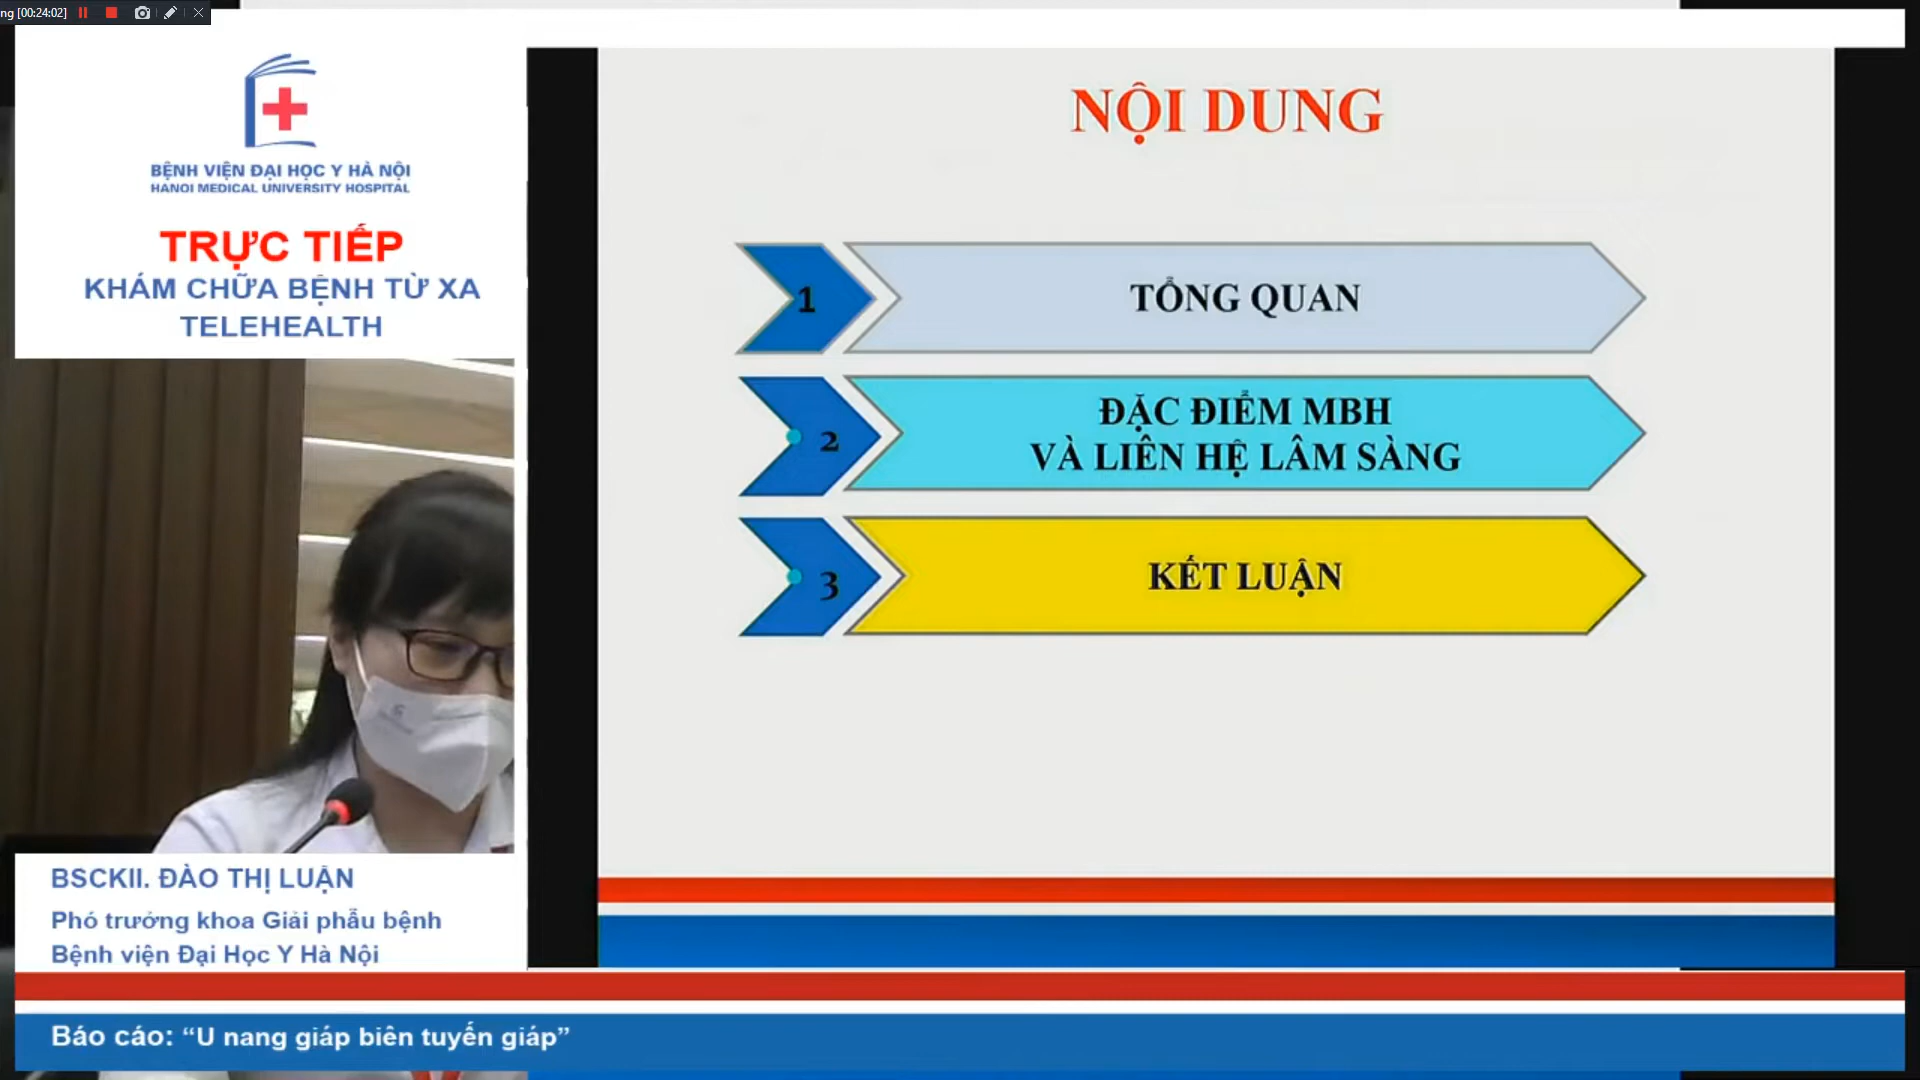 ng [00:24:02]
BỆNH VIỆN ĐẠI HỌC Y HÀ NỘI
HANOI MEDICAL UNIVERSITY HOSPITAL
TRỰC TIẾP
KHÁM CHỮA BỆNH TỪ XA
TELEHEALTH
NỘI DUNG
1
TỔNG QUAN
2
ĐẶC ĐIỂM MBH
VÀ LIÊN HỆ LÂM SÀNG
3
KẾT LUẬN
BSCKII. ĐÀO THỊ LUẬN
Phó trưởng khoa Giải phẫu bệnh
Bệnh viện Đại Học Y Hà Nội
Báo cáo: “U nang giáp biên tuyến giáp”